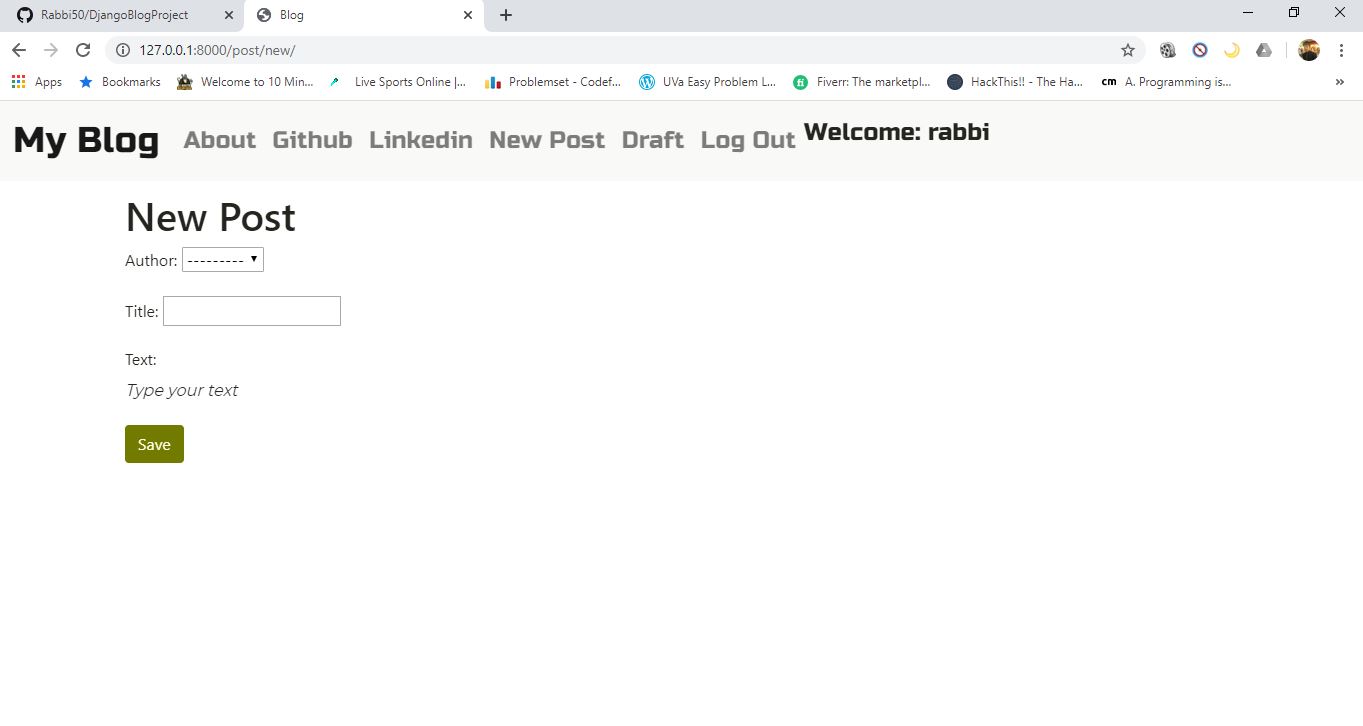 Rabbi50/DjangoBlogProject Blog
127.0.0.1:8000/post/new/
Apps Bookmarks Welcome to 10 Min... Live Sports Online |... Problemset - Codef... UVa Easy Problem L... Fiverr: The marketpl... HackThis!! - The Ha... cm A. Programming is... »
My Blog About Github Linkedin New Post Draft Log Out Welcome: rabbi
New Post
Author: ---------
Title:
Text:
Type your text
Save